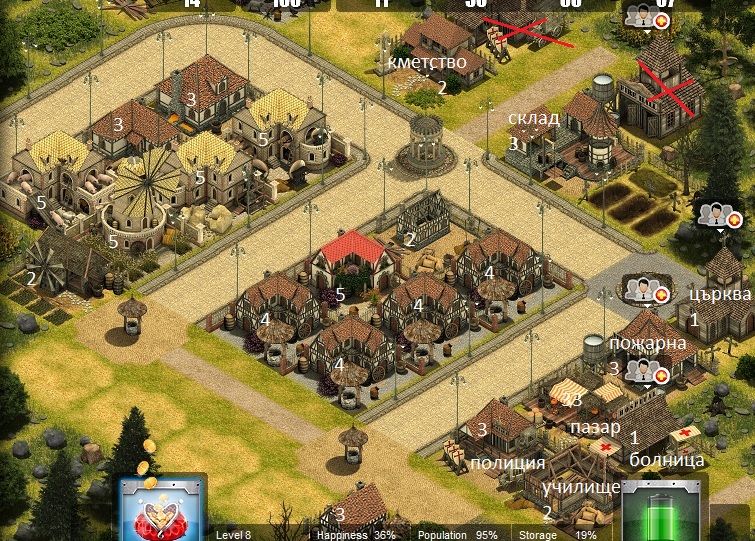 кметство
2
склад
3
3
3
5
5
5
5
2
2
4
5
4
4
4
църква
1
пожарна
3
33
пазар
1
болница
3
полиция
училище
2
3
Level 8 Happiness 36% Population 95% Storage 19%